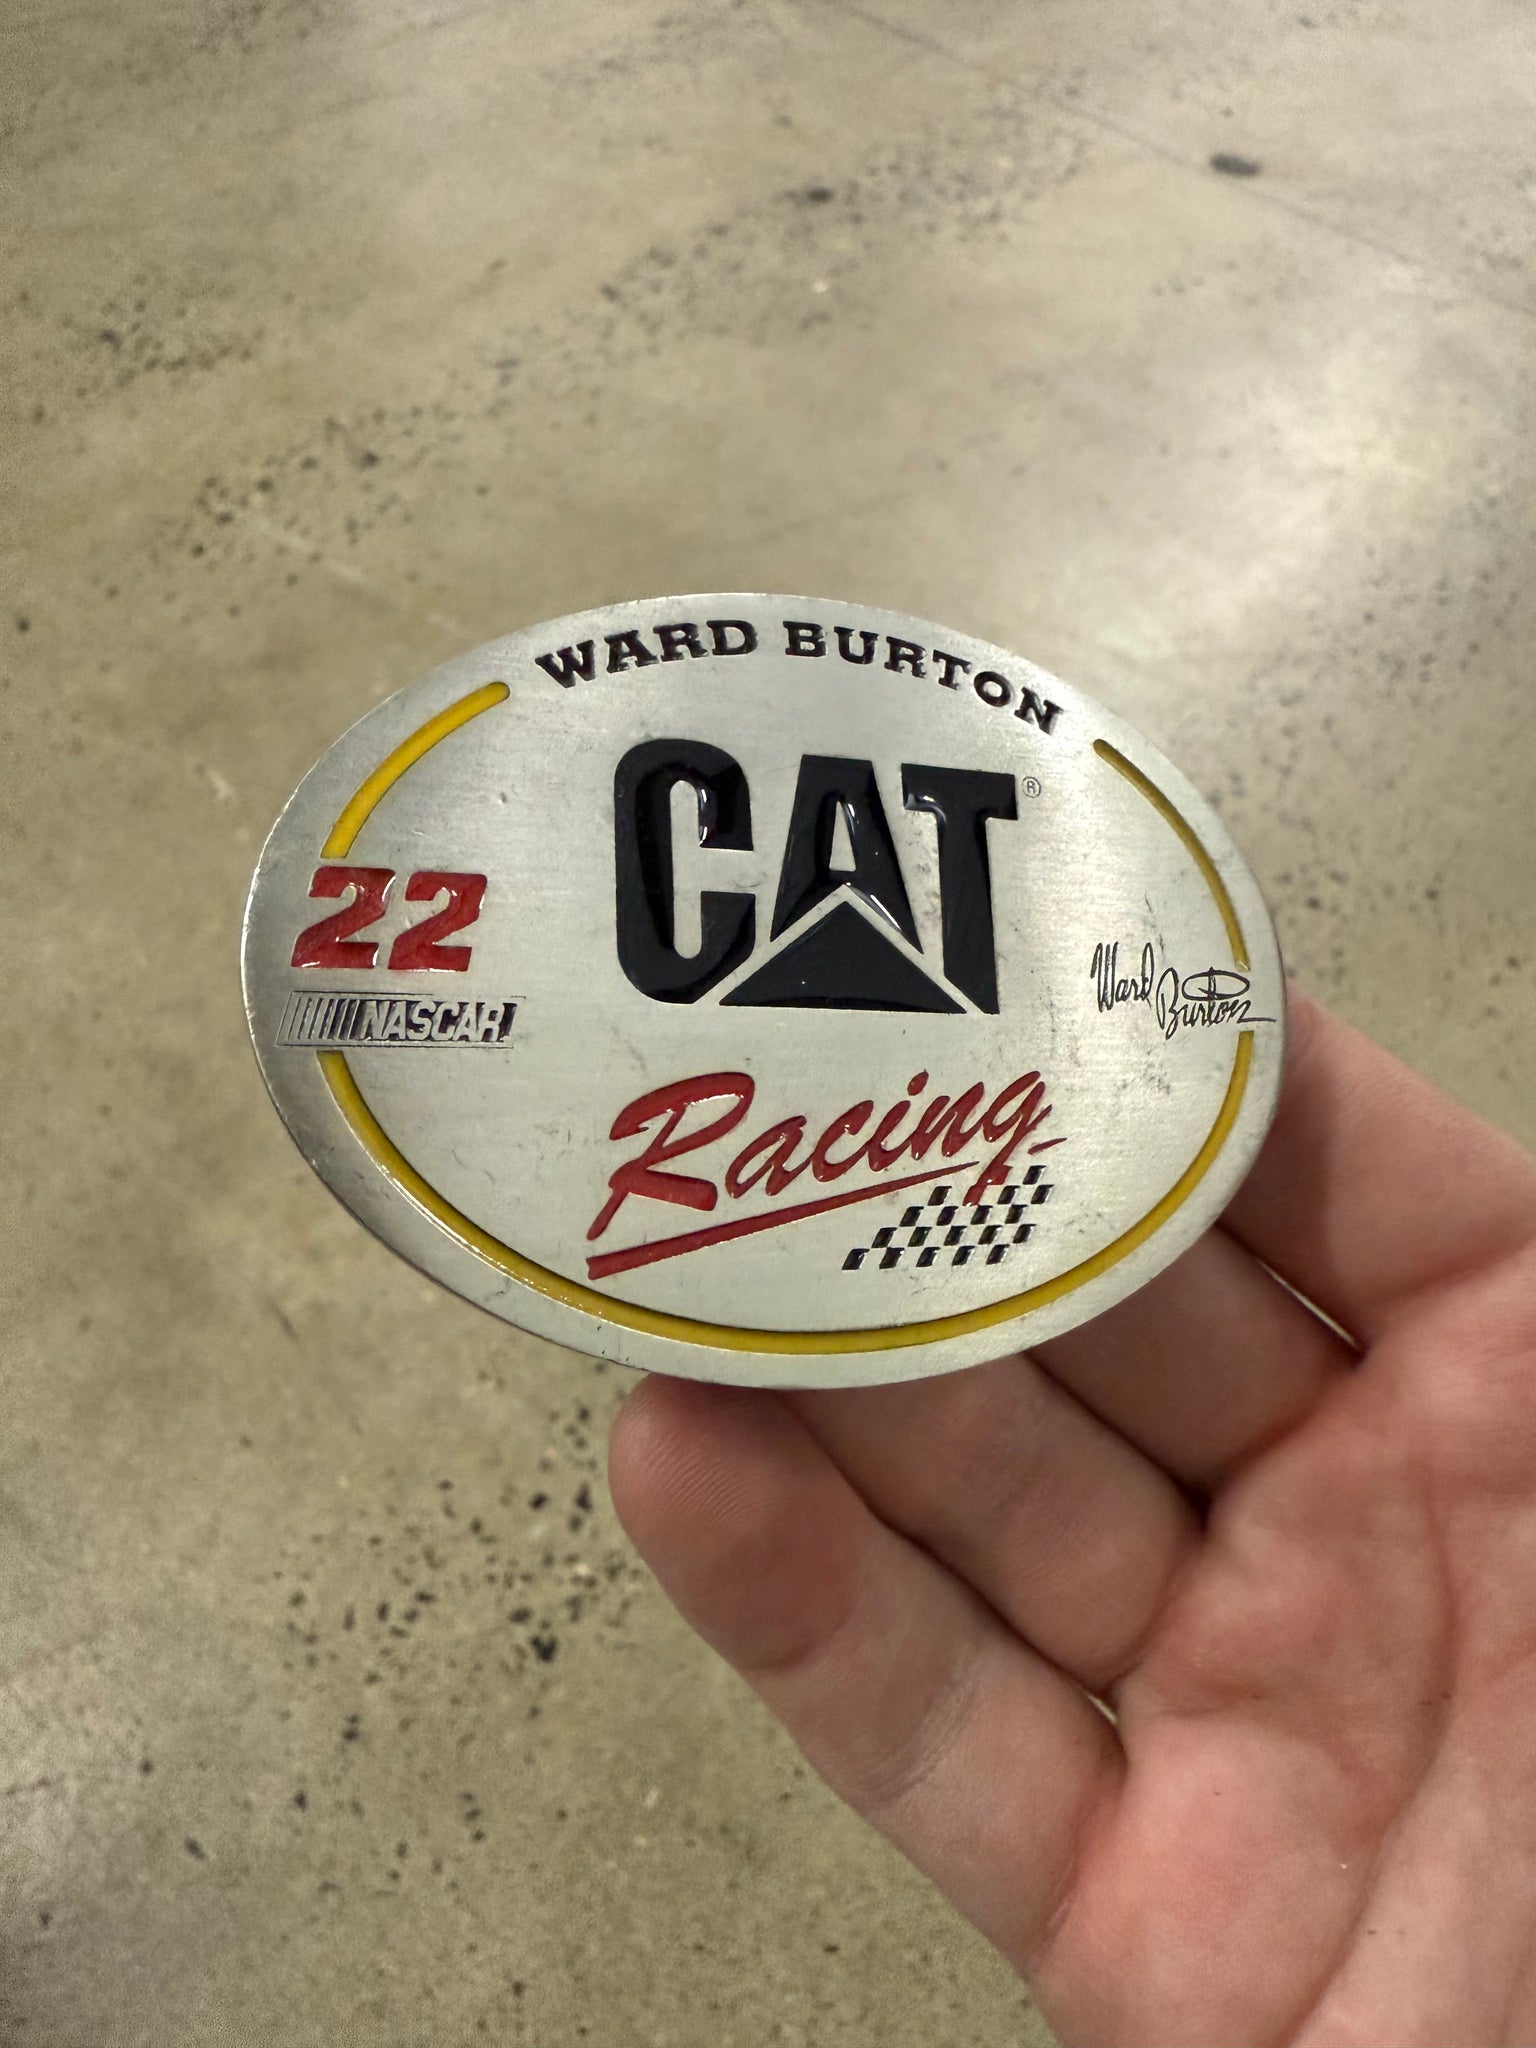 WARD BURTON
CAT®
22
NASCAR
Ward Burton
Racing